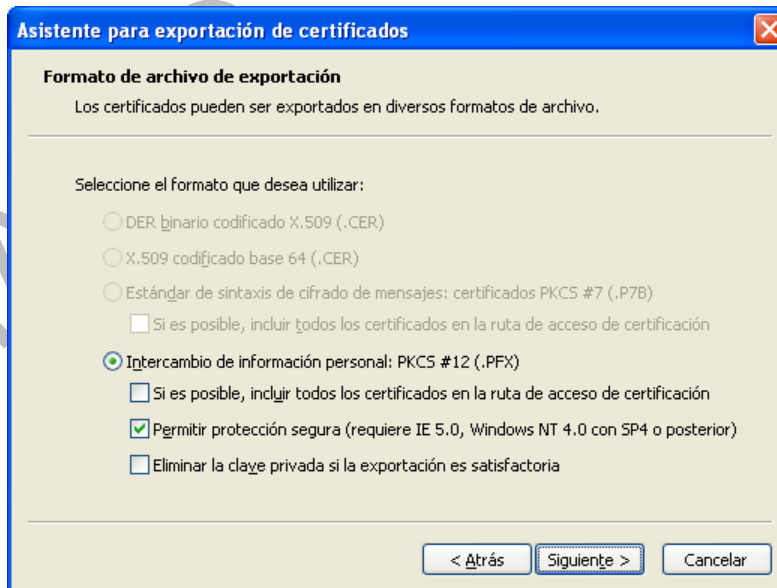 Asistente para exportación de certificados
Formato de archivo de exportación
Los certificados pueden ser exportados en diversos formatos de archivo.
Seleccione el formato que desea utilizar:
DER binario codificado X.509 (.CER)
X.509 codificado base 64 (.CER)
Estándar de sintaxis de cifrado de mensajes: certificados PKCS #7 (.P7B)
Si es posible, incluir todos los certificados en la ruta de acceso de certificación
Intercambio de información personal: PKCS #12 (.PFX)
Si es posible, incluir todos los certificados en la ruta de acceso de certificación
Permitir protección segura (requiere IE 5.0, Windows NT 4.0 con SP4 o posterior)
Eliminar la clave privada si la exportación es satisfactoria
< Atrás Siguiente > Cancelar